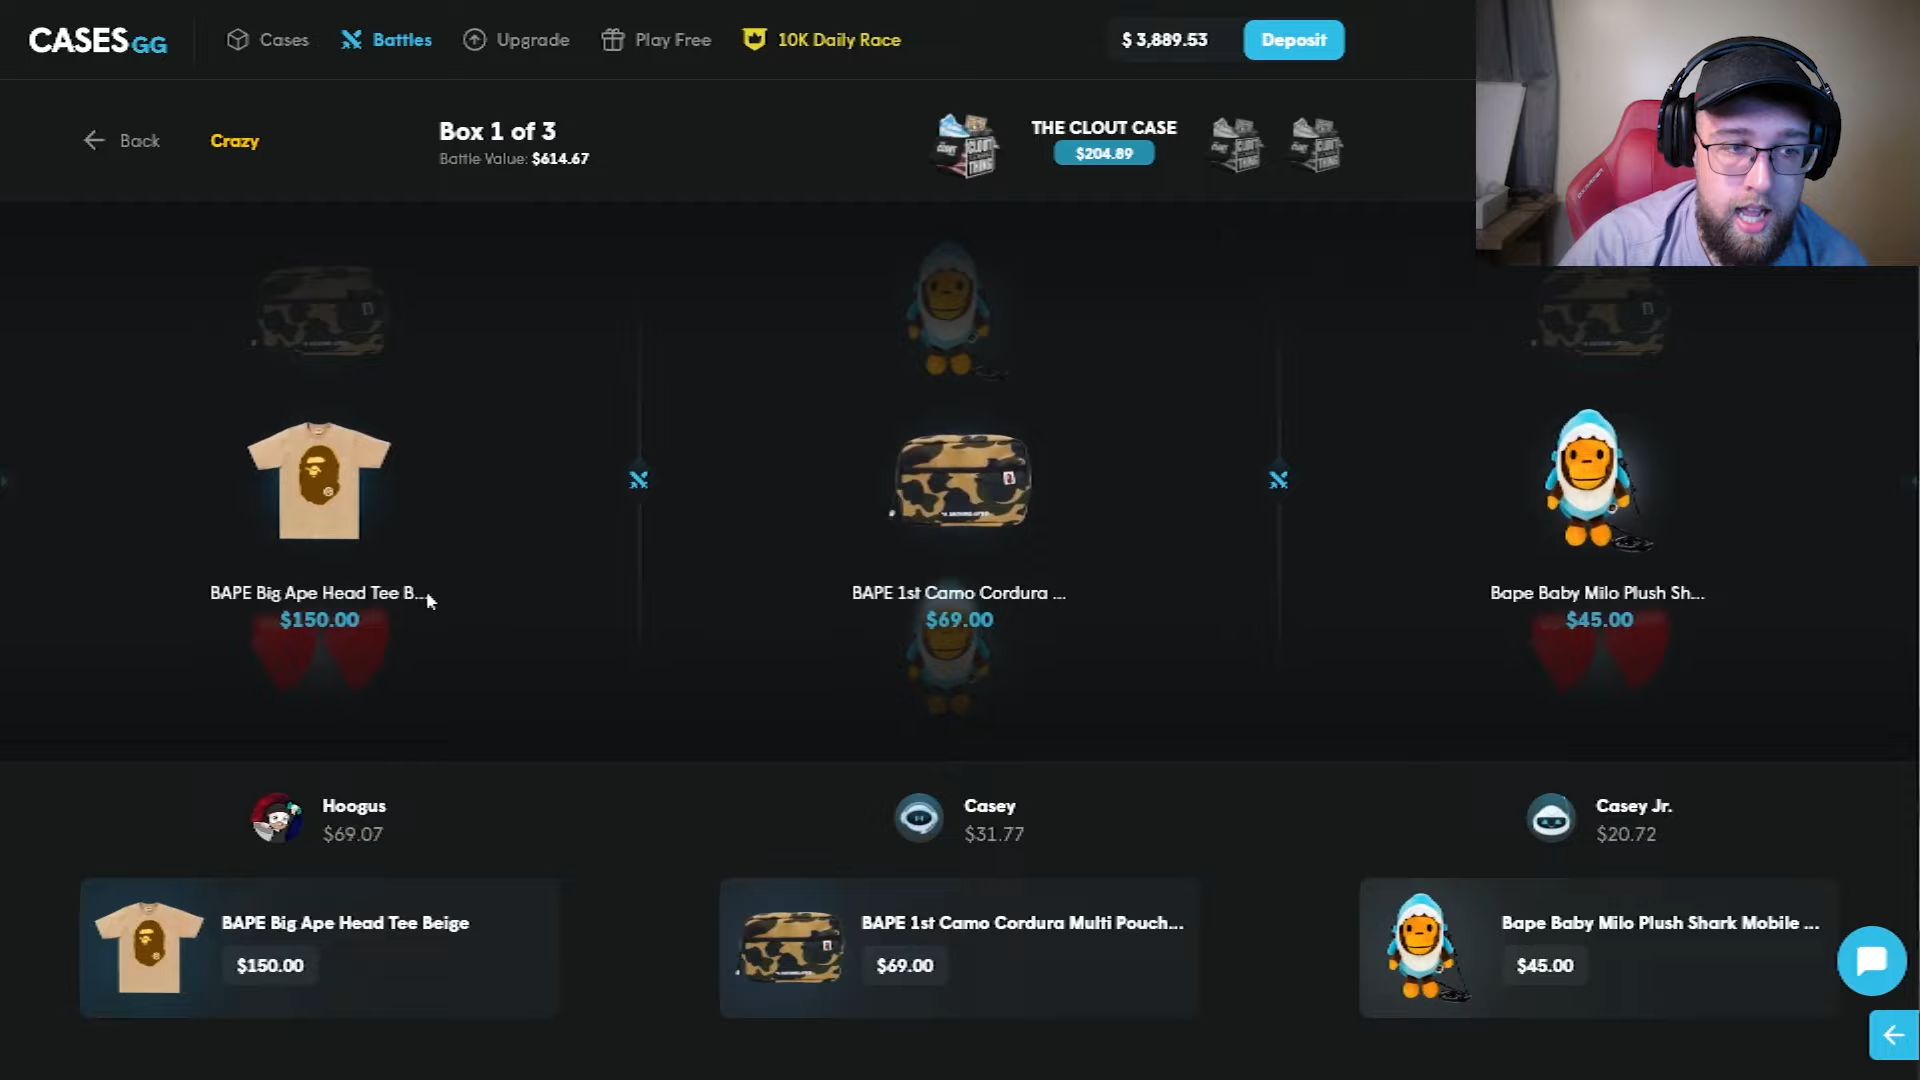 CASES GG
Cases
Battles
Upgrade
Play Free
10K Daily Race
$ 3,889.53
Deposit
Back
Crazy
Box 1 of 3
Battle Value: $614.67
THE CLOUT CASE
$204.89
BAPE Big Ape Head Tee B...
$150.00
BAPE 1st Camo Cordura ...
$69.00
Bape Baby Milo Plush Sh...
$45.00
Hoogus
$69.07
Casey
$31.77
Casey Jr.
$20.72
BAPE Big Ape Head Tee Beige
$150.00
BAPE 1st Camo Cordura Multi Pouch...
$69.00
Bape Baby Milo Plush Shark Mobile ...
$45.00